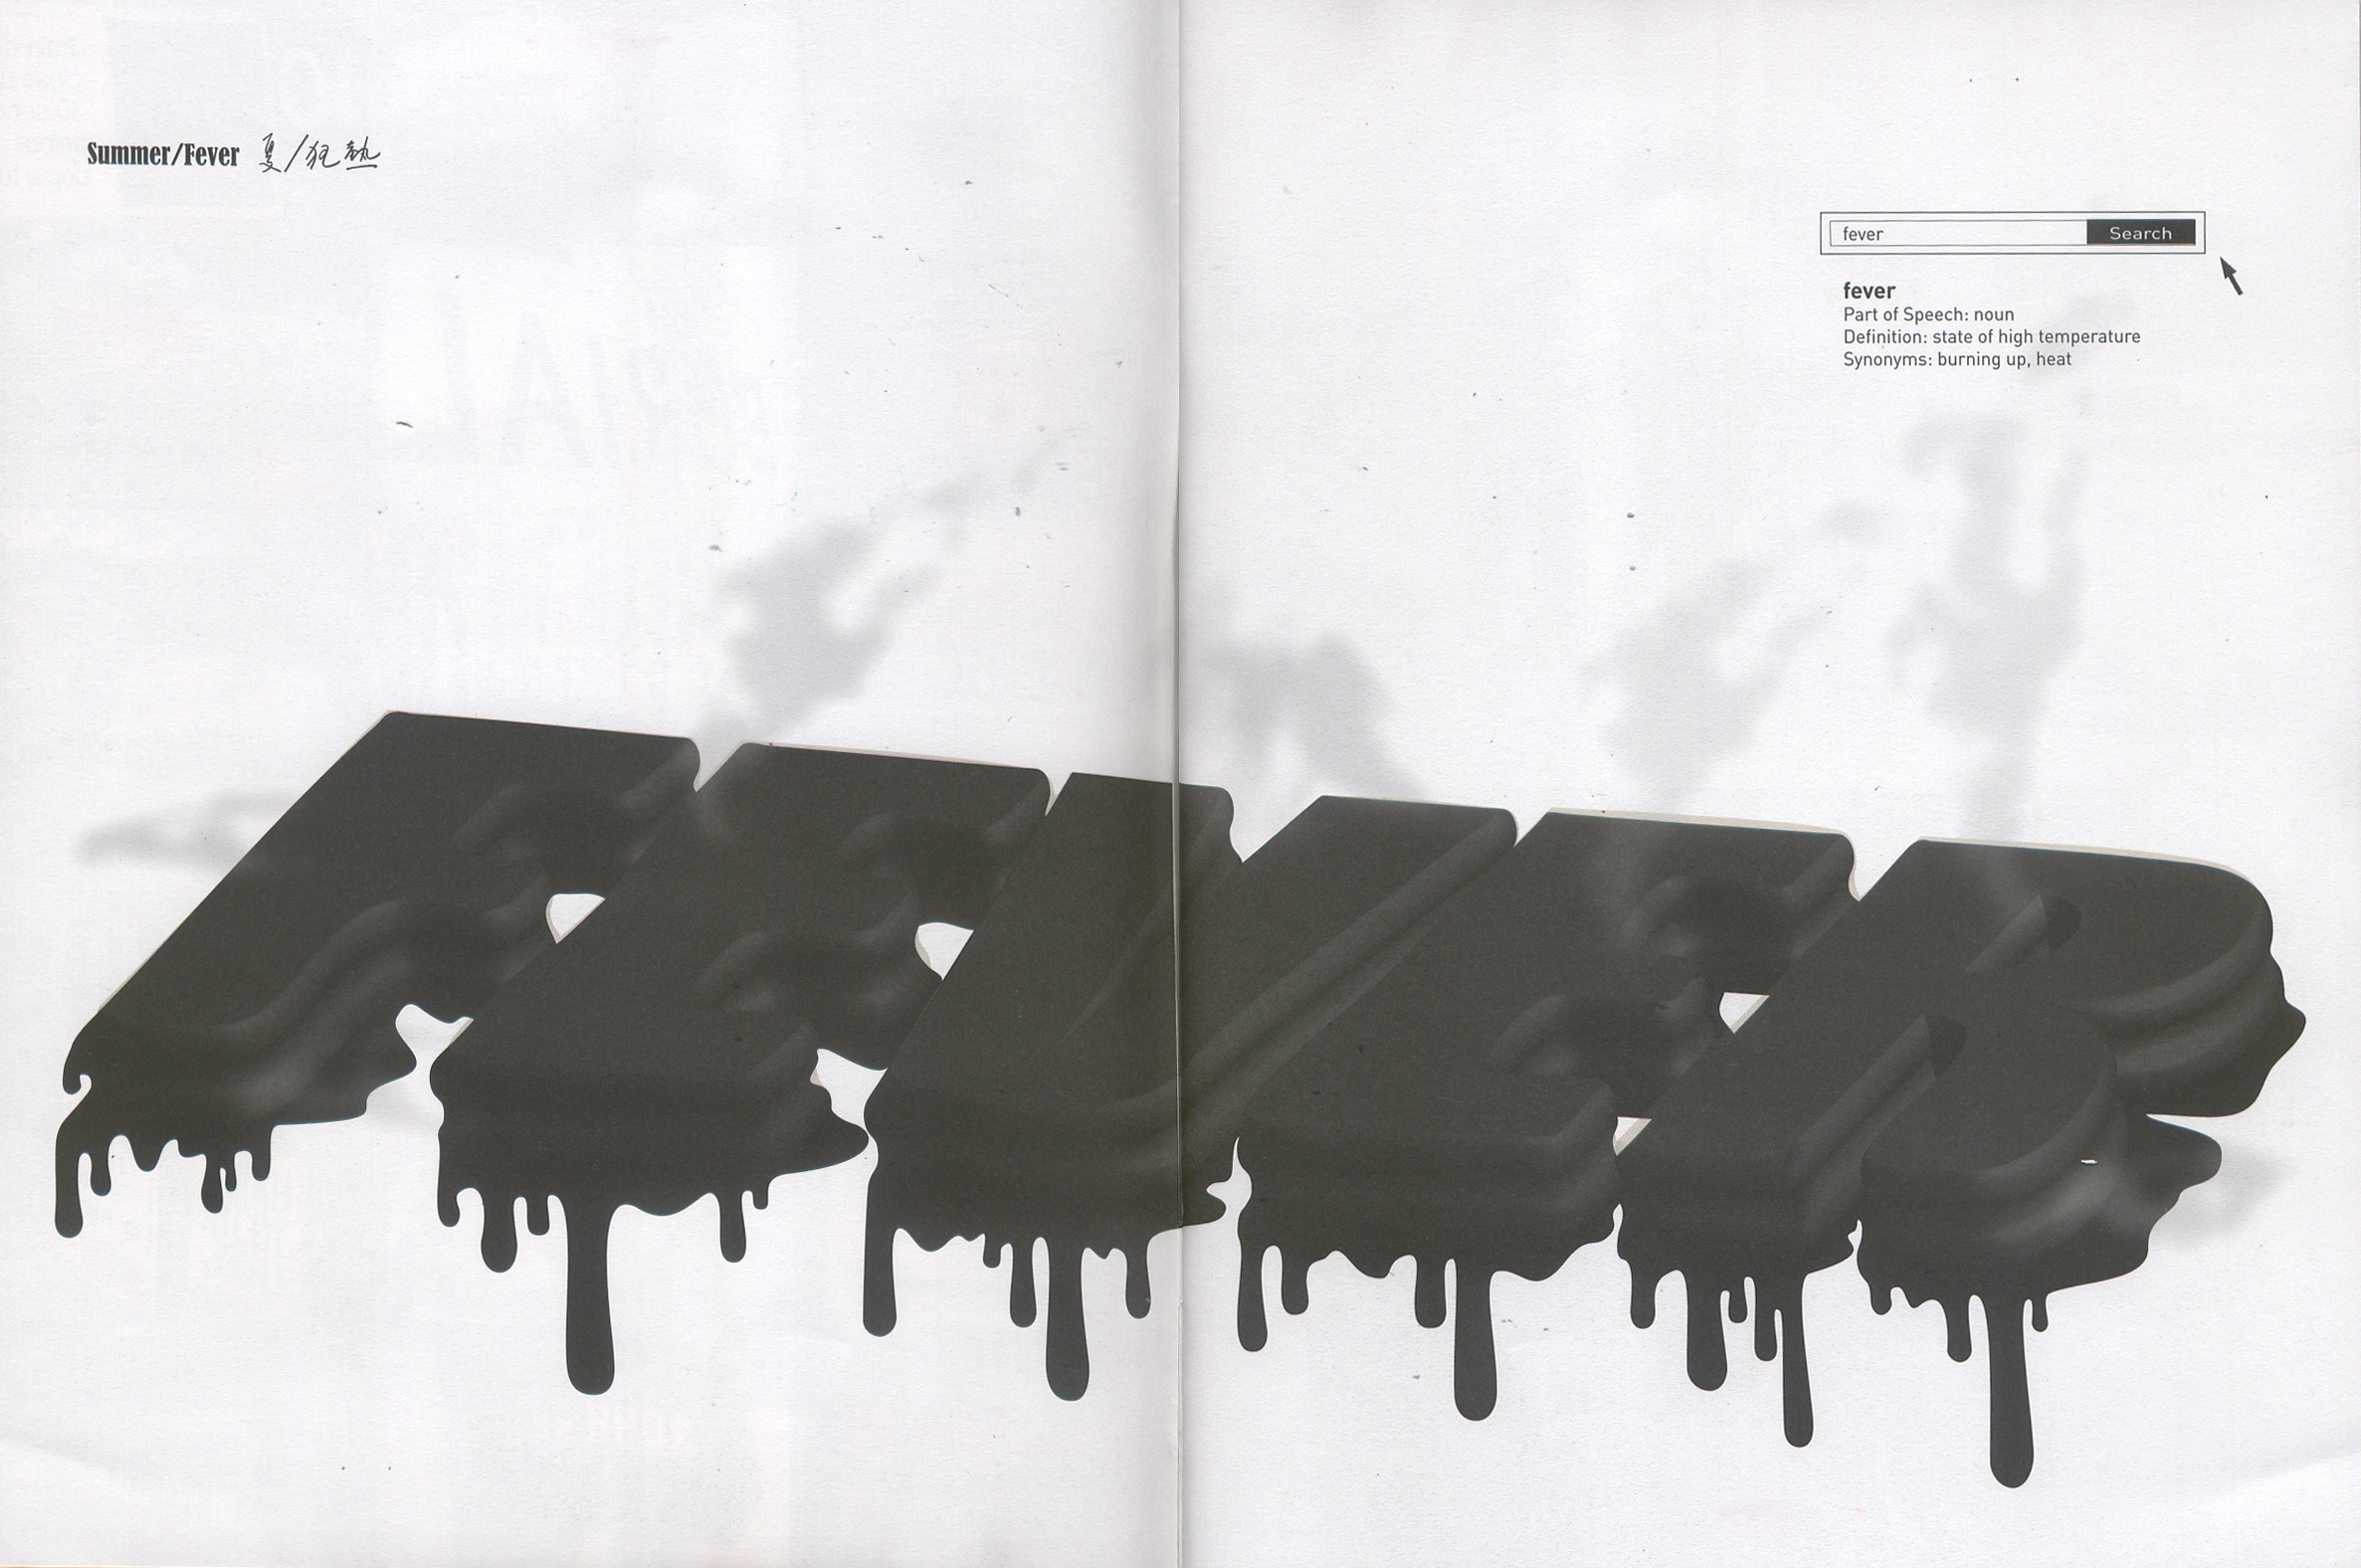 Summer/Fever 夏/狂熱
fever Search
fever
Part of Speech: noun
Definition: state of high temperature
Synonyms: burning up, heat
FEVER